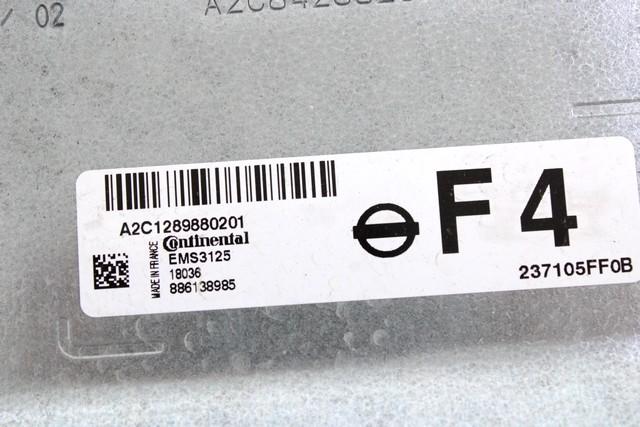 / 02
A2C1289880201
Continental
EMS3125
18036
886138985
MADE IN FRANCE
F4
237105FF0B